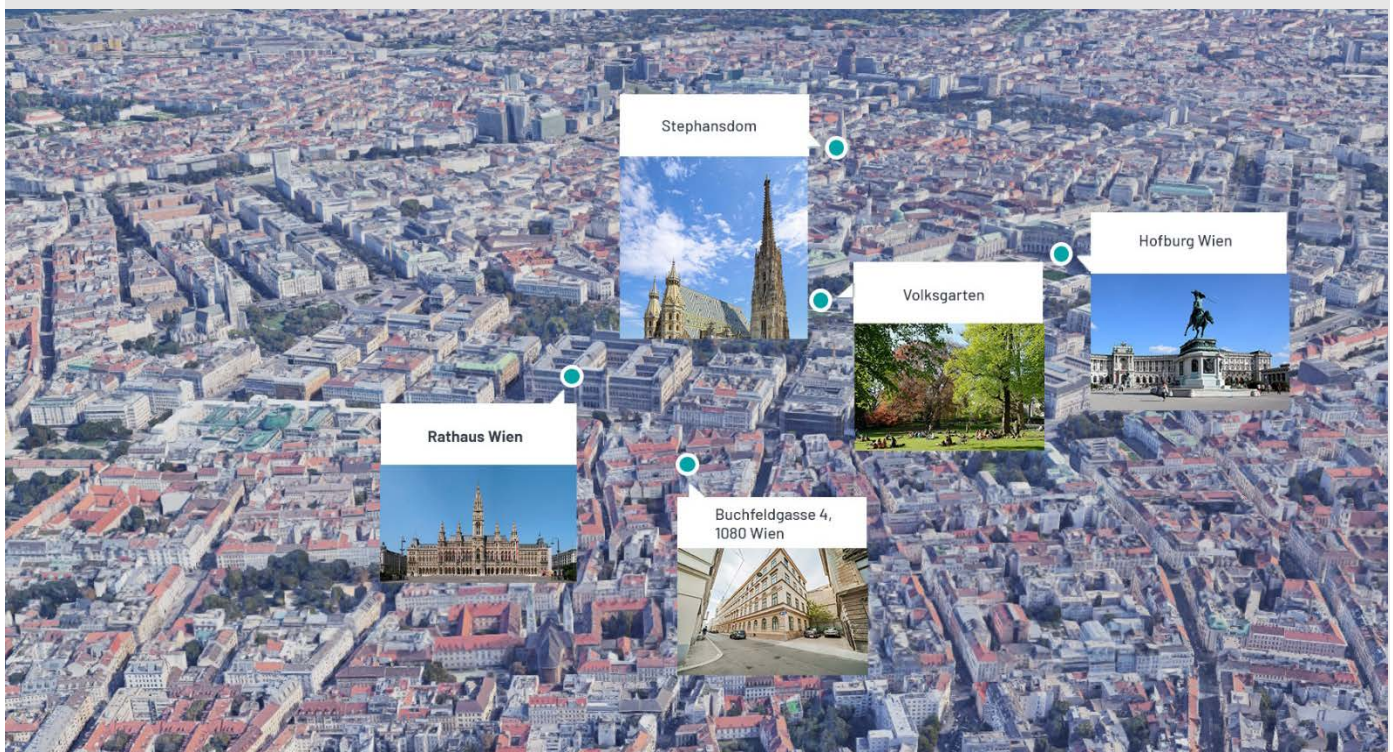 Stephansdom
Hofburg Wien
Volksgarten
Rathaus Wien
Buchfeldgasse 4,
1080 Wien